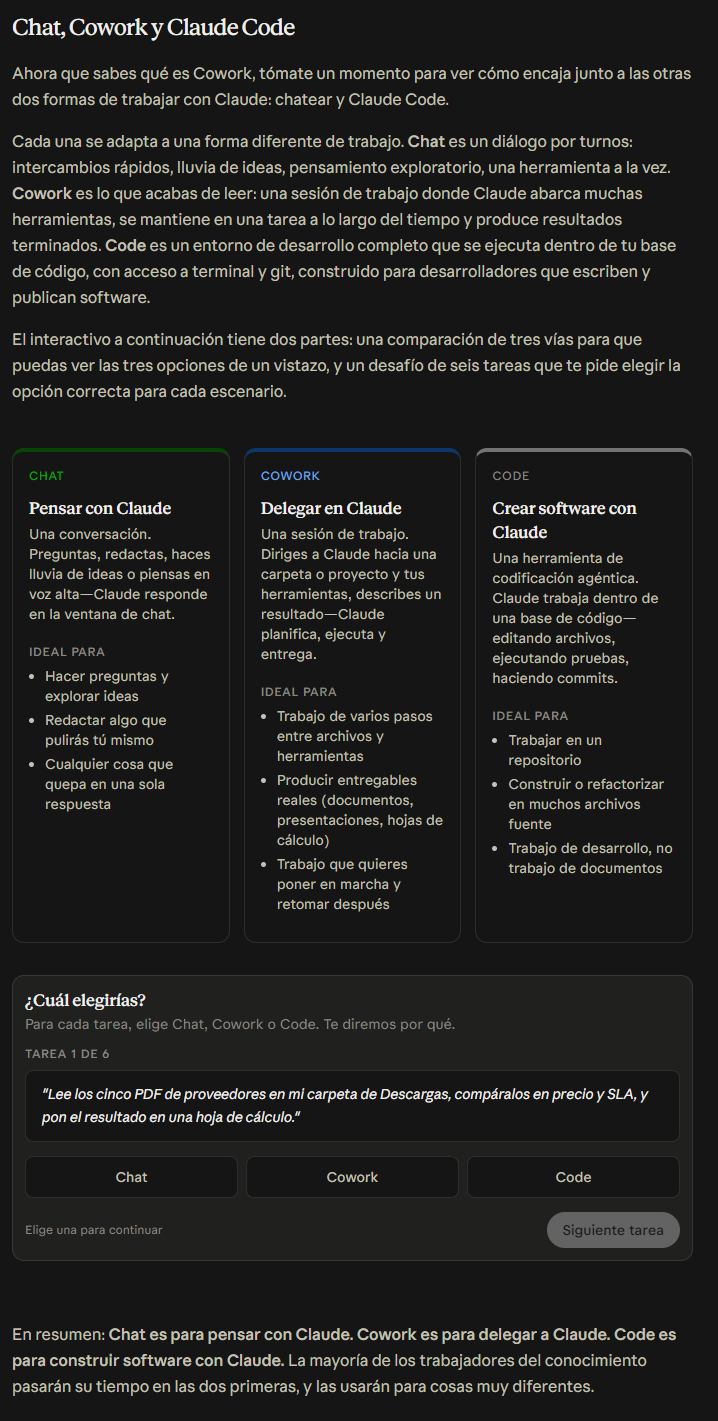 Chat, Cowork y Claude Code
Ahora que sabes qué es Cowork, tómate un momento para ver cómo encaja junto a las otras
dos formas de trabajar con Claude: chatear y Claude Code.
Cada una se adapta a una forma diferente de trabajo. Chat es un diálogo por turnos:
intercambios rápidos, lluvia de ideas, pensamiento exploratorio, una herramienta a la vez.
Cowork es lo que acabas de leer: una sesión de trabajo donde Claude abarca muchas
herramientas, se mantiene en una tarea a lo largo del tiempo y produce resultados
terminados. Code es un entorno de desarrollo completo que se ejecuta dentro de tu base
de código, con acceso a terminal y git, construido para desarrolladores que escriben y
publican software.
El interactivo a continuación tiene dos partes: una comparación de tres vías para que
puedas ver las tres opciones de un vistazo, y un desafío de seis tareas que te pide elegir la
opción correcta para cada escenario.
CHAT
Pensar con Claude
Una conversación.
Preguntas, redactas, haces
lluvia de ideas o piensas en
voz alta—Claude responde
en la ventana de chat.
IDEAL PARA
• Hacer preguntas y
explorar ideas
• Redactar algo que
pulirás tú mismo
• Cualquier cosa que
quepa en una sola
respuesta
COWORK
Delegar en Claude
Una sesión de trabajo.
Diriges a Claude hacia una
carpeta o proyecto y tus
herramientas, describes un
resultado—Claude
planifica, ejecuta y
entrega.
IDEAL PARA
• Trabajo de varios pasos
entre archivos y
herramientas
• Producir entregables
reales (documentos,
presentaciones, hojas de
cálculo)
• Trabajo que quieres
poner en marcha y
retomar después
CODE
Crear software con
Claude
Una herramienta de
codificación agéntica.
Claude trabaja dentro de
una base de código—
editando archivos,
ejecutando pruebas,
haciendo commits.
IDEAL PARA
• Trabajar en un
repositorio
• Construir o refactorizar
en muchos archivos
fuente
• Trabajo de desarrollo, no
trabajo de documentos
¿Cuál elegirías?
Para cada tarea, elige Chat, Cowork o Code. Te diremos por qué.
TAREA 1 DE 6
"Lee los cinco PDF de proveedores en mi carpeta de Descargas, compáralos en precio y SLA, y
pon el resultado en una hoja de cálculo."
Chat
Cowork
Code
Elige una para continuar
Siguiente tarea
En resumen: Chat es para pensar con Claude. Cowork es para delegar a Claude. Code es
para construir software con Claude. La mayoría de los trabajadores del conocimiento
pasarán su tiempo en las dos primeras, y las usarán para cosas muy diferentes.